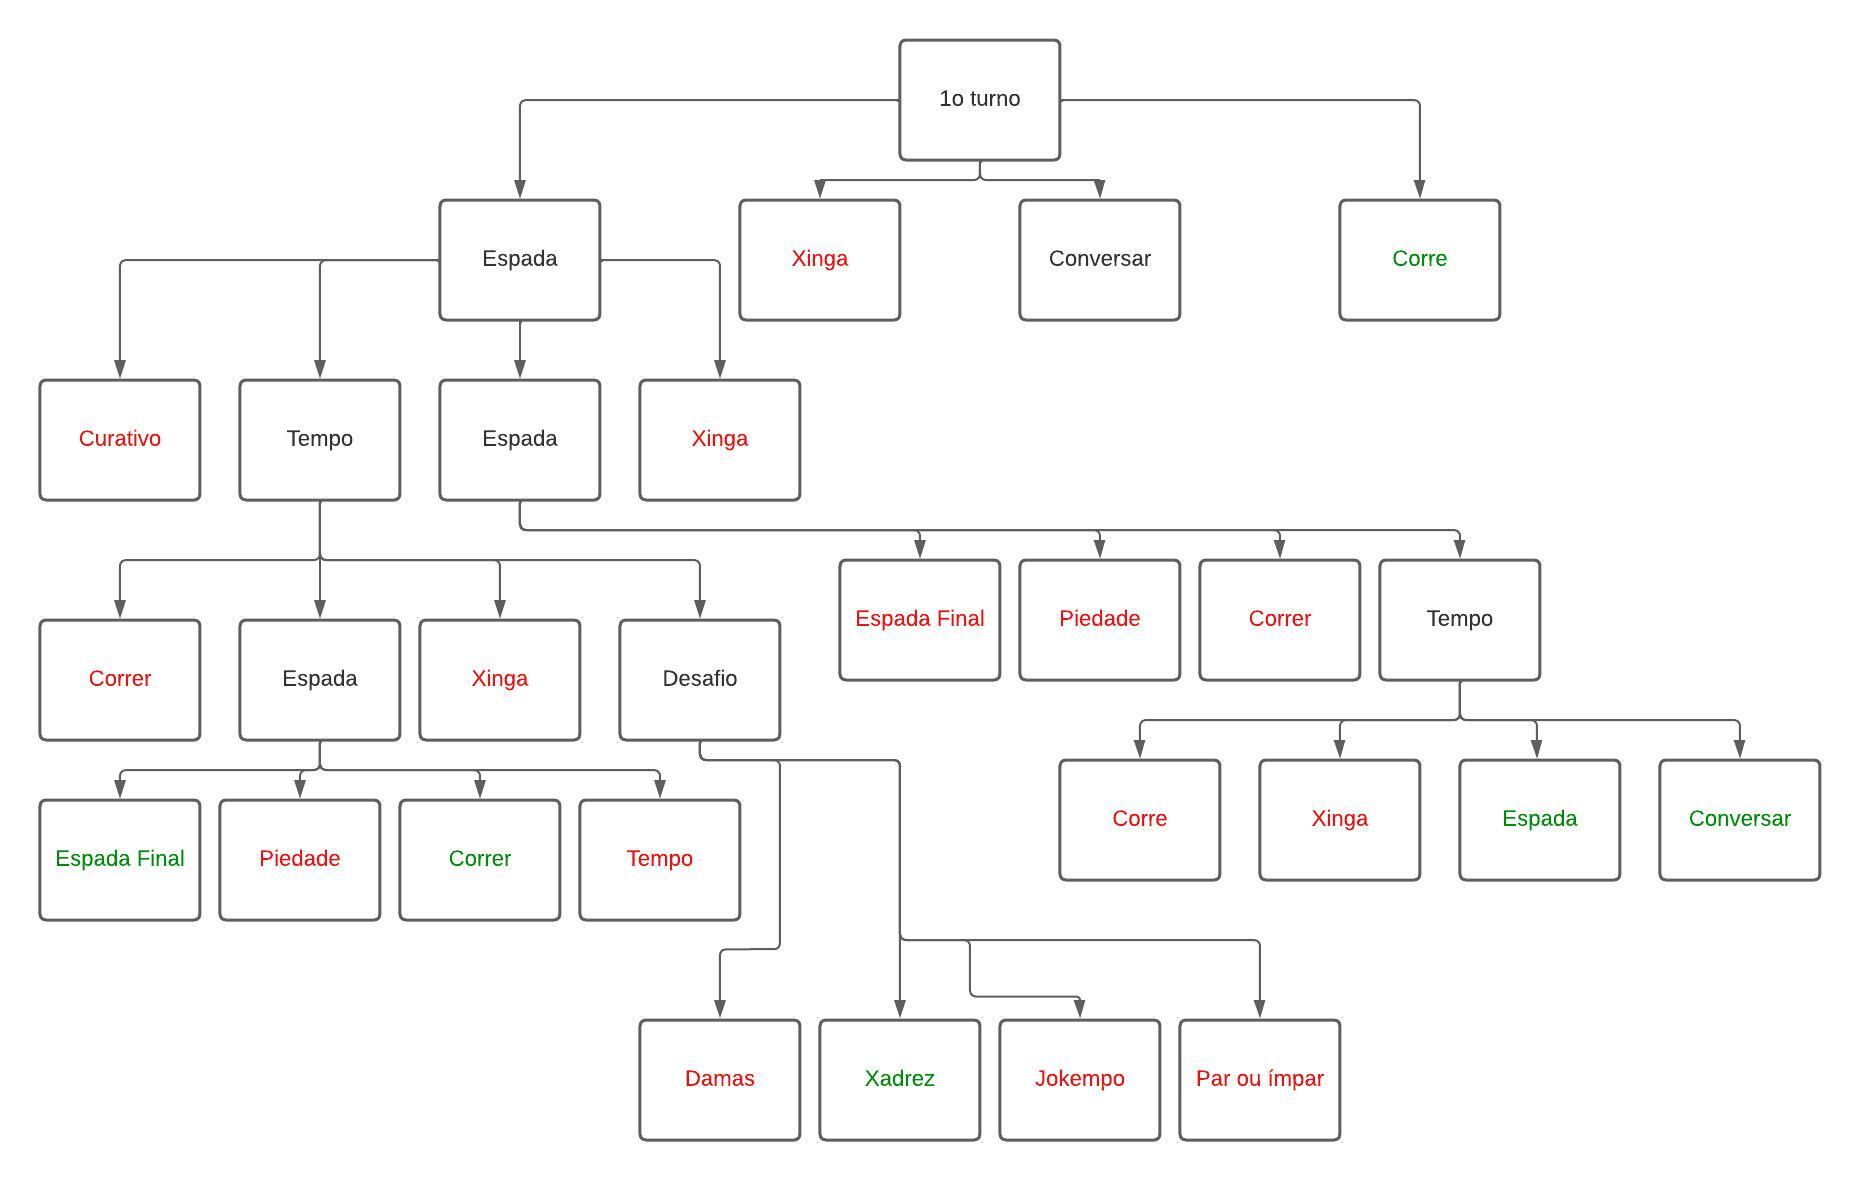 1o turno
Espada
Xinga
Conversar
Corre
Curativo
Tempo
Espada
Xinga
Espada Final
Piedade
Correr
Tempo
Correr
Espada
Xinga
Desafio
Corre
Xinga
Espada
Conversar
Espada Final
Piedade
Correr
Tempo
Damas
Xadrez
Jokempo
Par ou ímpar